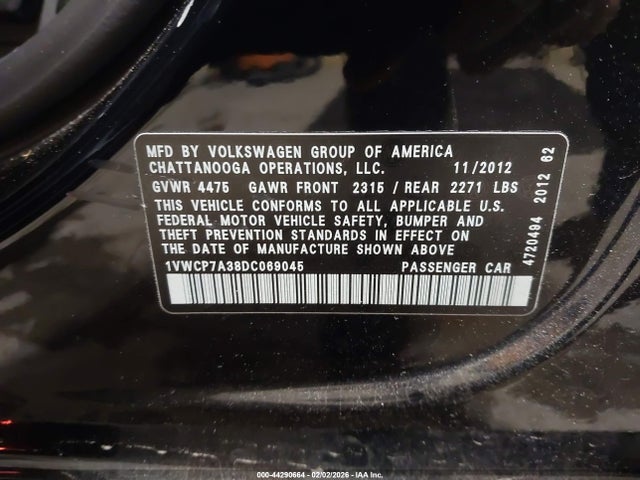 MFD BY VOLKSWAGEN GROUP OF AMERICA
CHATTANOOGA OPERATIONS, LLC. 11/2012
GVWR 4475 GAWR FRONT 2315 / REAR 2271 LBS
THIS VEHICLE CONFORMS TO ALL APPLICABLE U.S.
FEDERAL MOTOR VEHICLE SAFETY, BUMPER AND
THEFT PREVENTION STANDARDS IN EFFECT ON
THE DATE OF MANUFACTURE SHOWN ABOVE
1VWCP7A38DC069045 PASSENGER CAR
4720494 2012 62
000-44290664 - 02/02/2026 - IAA Inc.